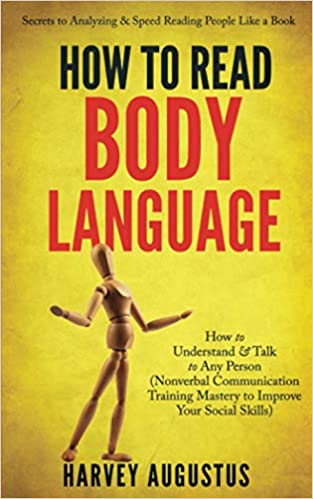 Secrets to Analyzing & Speed Reading People Like a Book
HOW TO READ
BODY
LANGUAGE
How to
Understand & Talk
to Any Person
(Nonverbal Communication
Training Mastery to Improve
Your Social Skills)
HARVEY AUGUSTUS